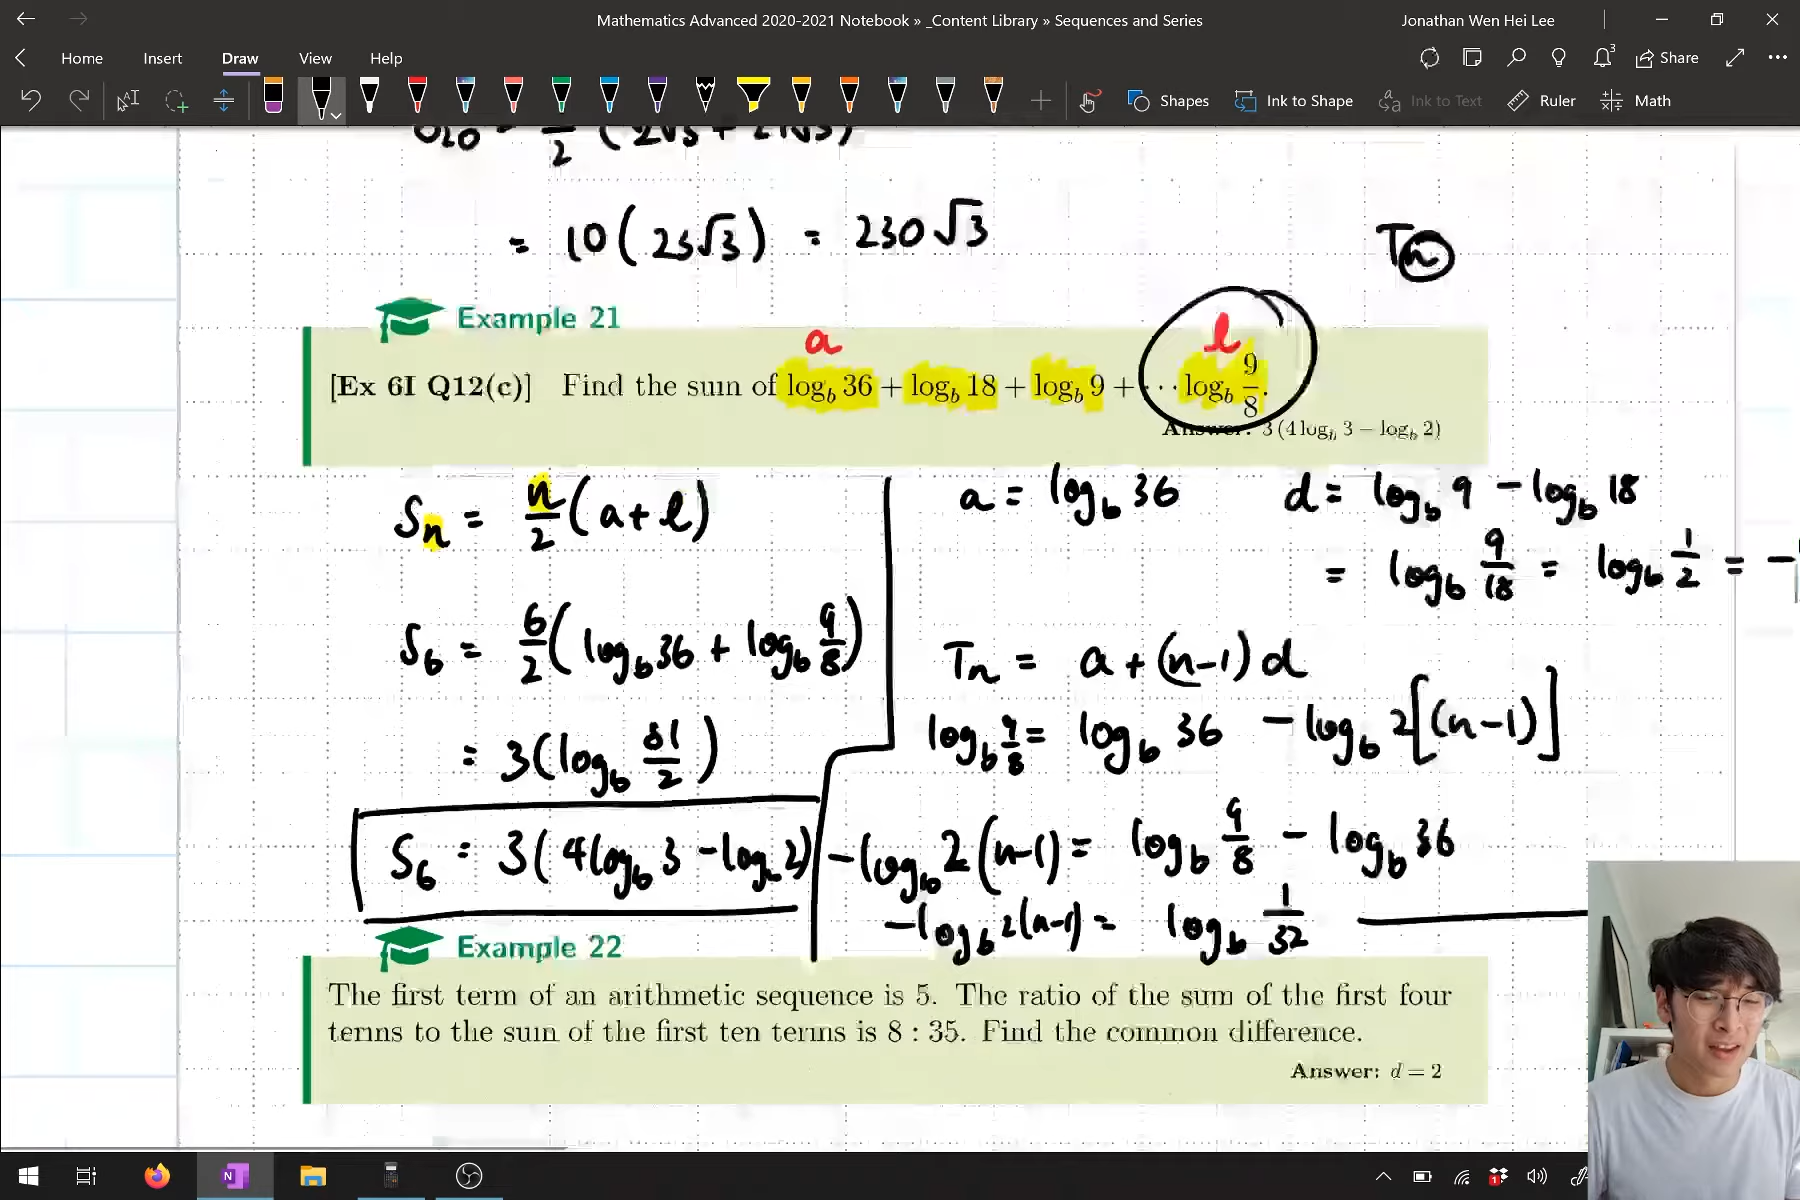 Mathematics Advanced 2020-2021 Notebook » _Content Library » Sequences and Series
Jonathan Wen Hei Lee
Home Insert Draw View Help
3 Share
Shapes Ink to Shape Ink to Text Ruler Math
= 10(23√3) = 230√3
Tn
Example 21
a l
[Ex 6I Q12(c)] Find the sum of log_b 36 + log_b 18 + log_b 9 + ··· log_b 9/8.
Answer: 3 (4 log_b 3 − log_b 2)
Sn = n/2 (a + l)
S6 = 6/2 (log_b 36 + log_b 9/8)
= 3(log_b 81/2)
S6 = 3(4log_b 3 − log_b 2)
a = log_b 36 d = log_b 9 − log_b 18
= log_b 9/18 = log_b 1/2 = −
Tn = a + (n−1)d
log_b 9/8 = log_b 36 − log_b 2[(n−1)]
−log_b 2(n−1) = log_b 9/8 − log_b 36
−log_b 2(n−1) = log_b 1/32
Example 22
The first term of an arithmetic sequence is 5. The ratio of the sum of the first four
terms to the sum of the first ten terms is 8 : 35. Find the common difference.
Answer: d = 2